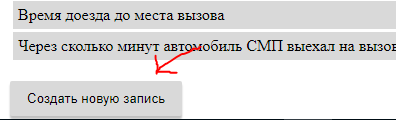 Время доезда до места вызова
Через сколько минут автомобиль СМП выехал на вызов
Создать новую запись